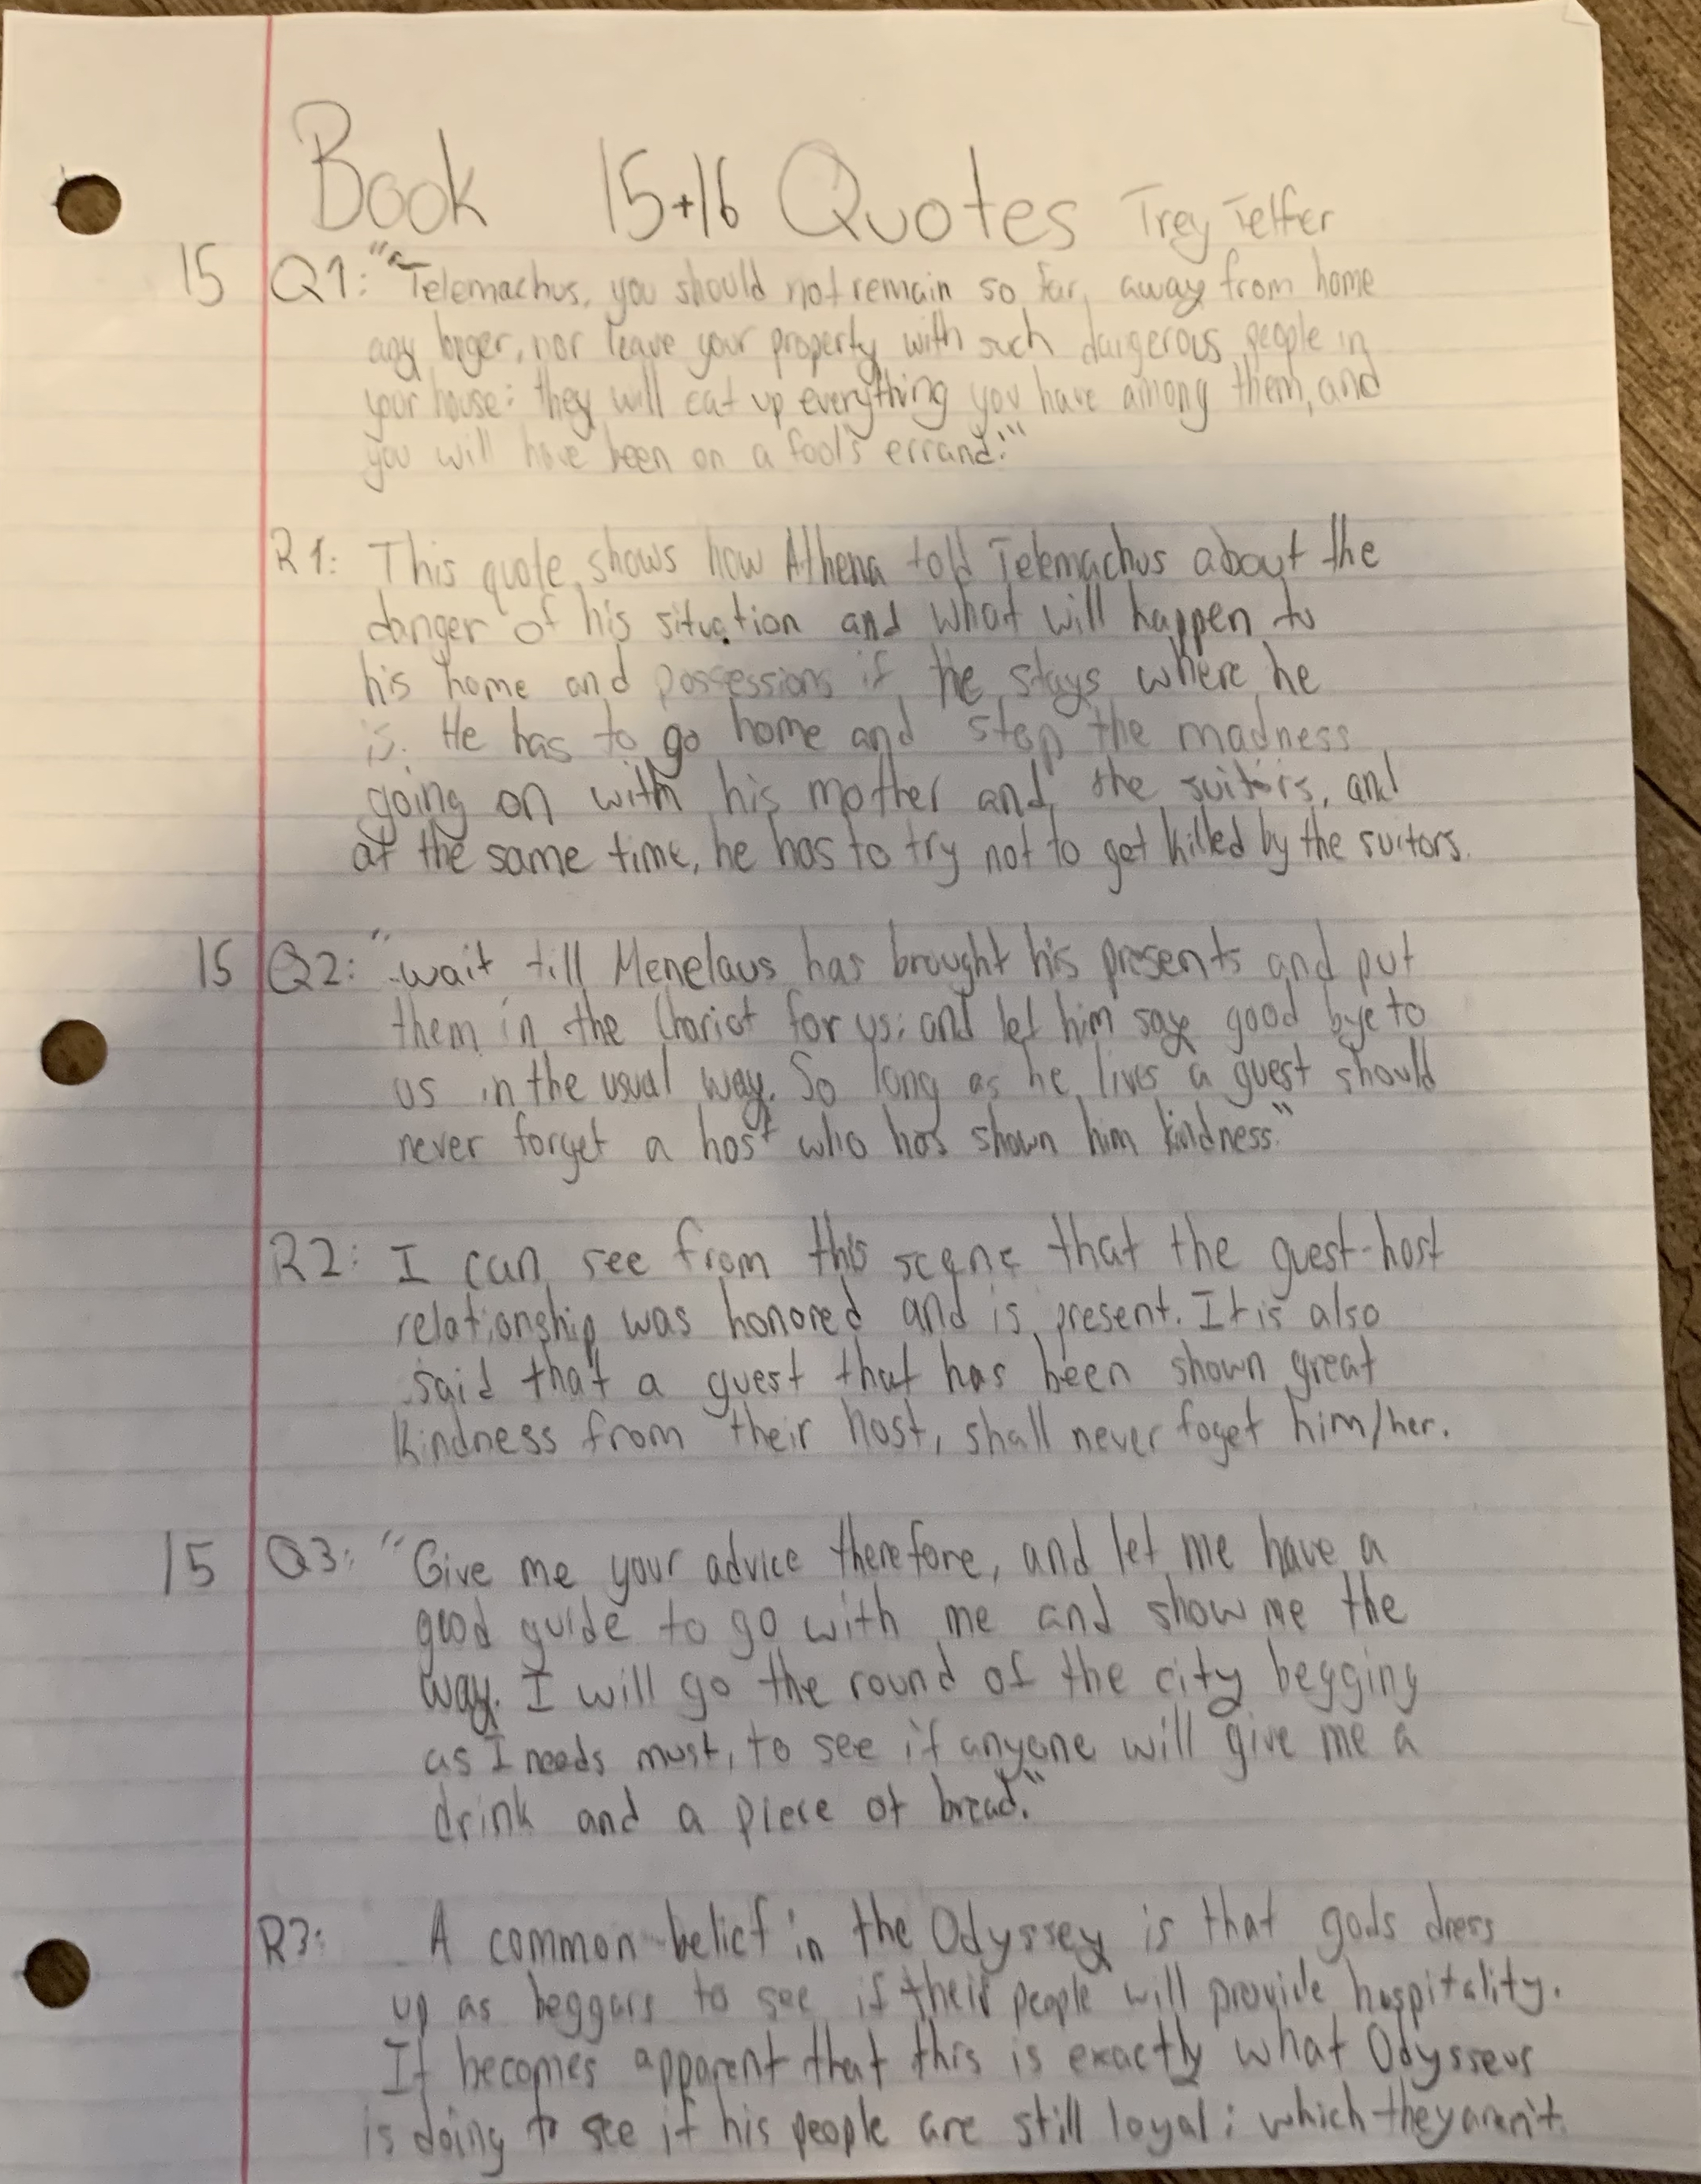 Book 15+16 Quotes Trey Telfer
15 Q1: "“Telemachus, you should not remain so far away from home
any longer, nor leave your property with such dangerous people in
your house: they will eat up everything you have among them, and
you will have been on a fool's errand.'"
R1: This quote shows how Athena told Telemachus about the
danger of his situation and what will happen to
his home and possessions if he stays where he
is. He has to go home and stop the madness
going on with his mother and the suitors, and
at the same time, he has to try not to get killed by the suitors.
15 Q2: "wait till Menelaus has brought his presents and put
them in the Chariot for us; and let him say good bye to
us in the usual way. So long as he lives a guest should
never forget a host who has shown him kindness."
R2: I can see from this scene that the guest-host
relationship was honored and is present. It is also
said that a guest that has been shown great
kindness from their host, shall never foget him/her.
15 Q3: "Give me your advice therefore, and let me have a
good guide to go with me and show me the
way. I will go the round of the city begging
as I needs must, to see if anyone will give me a
drink and a piece of bread."
R3: A common belief in the Odyssey is that gods dress
up as beggars to see if their people will provide hospitality.
It becomes apparent that this is exactly what Odysseus
is doing to see if his people are still loyal; which they aren't.